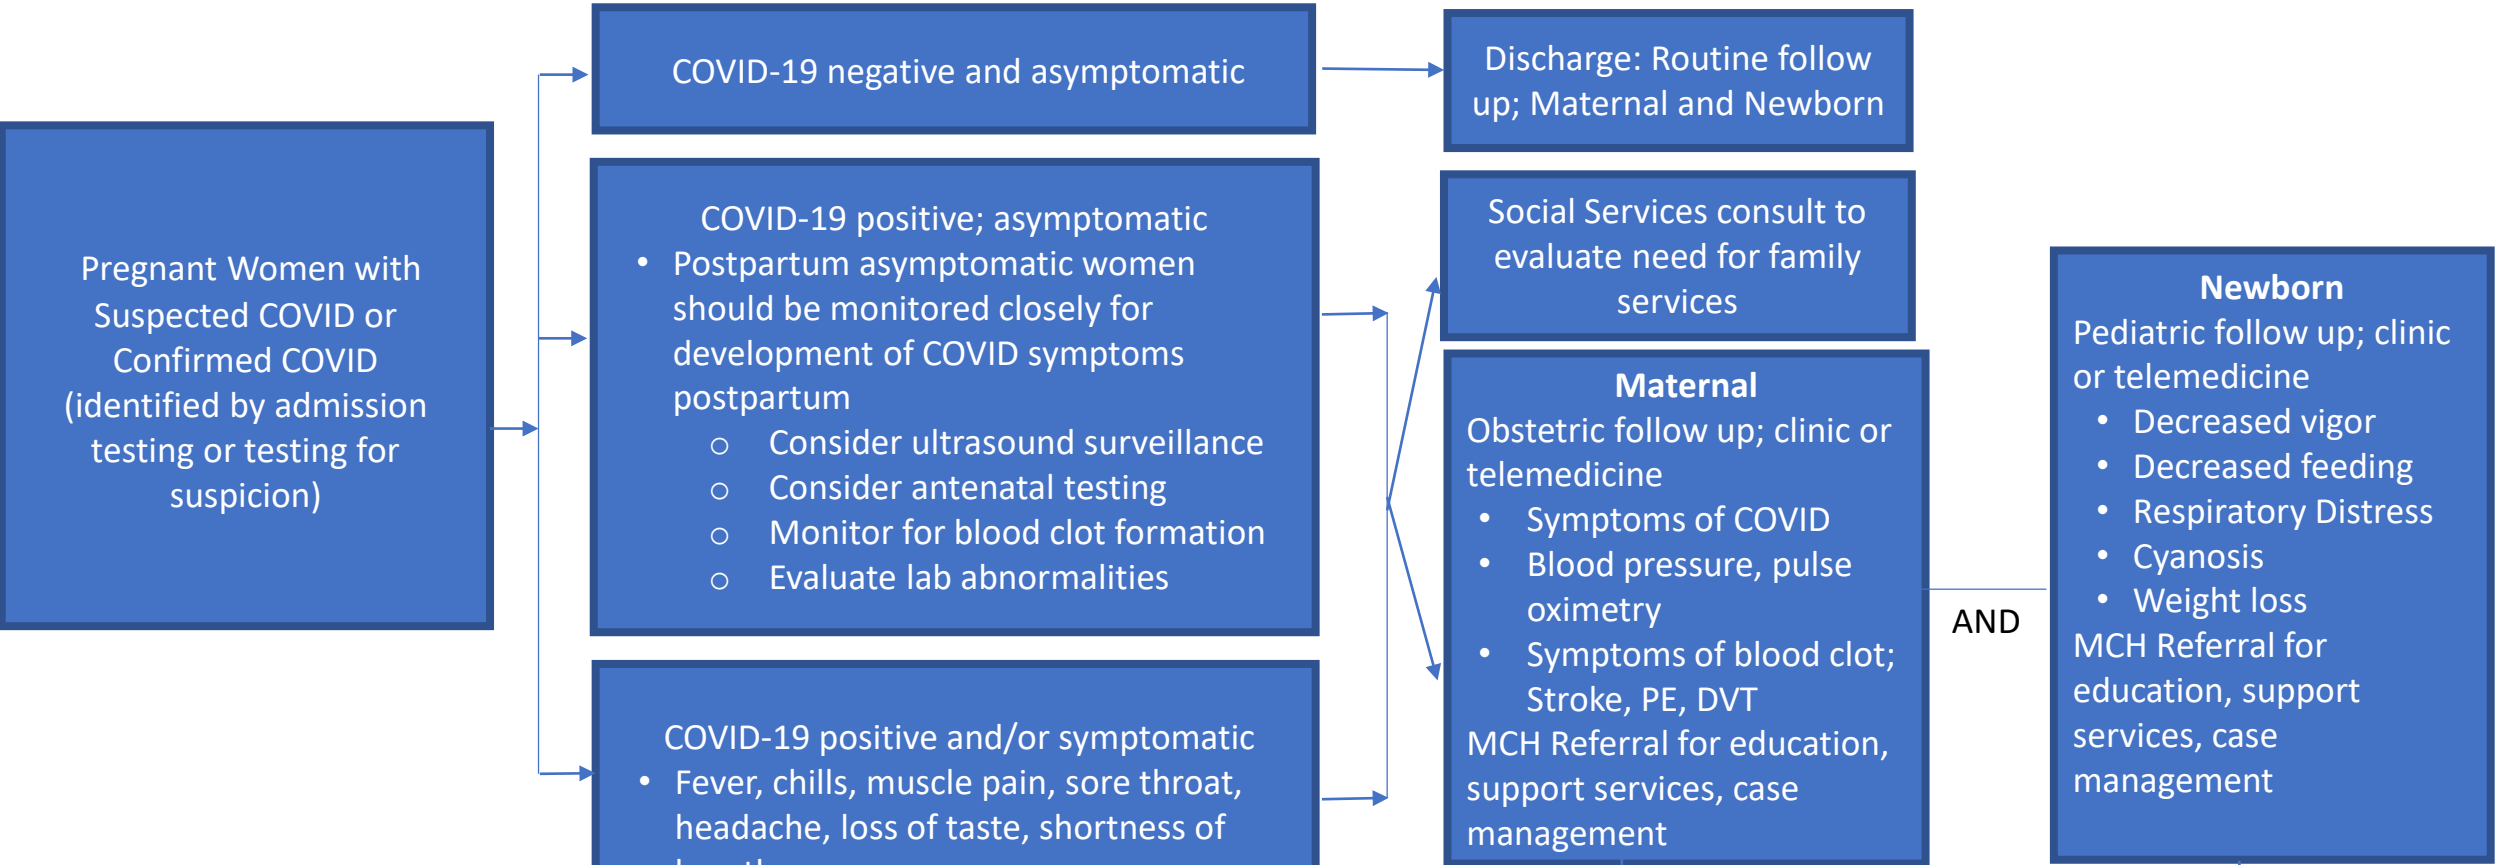 Pregnant Women with
Suspected COVID or
Confirmed COVID
(identified by admission
testing or testing for
suspicion)
COVID-19 negative and asymptomatic
COVID-19 positive; asymptomatic
• Postpartum asymptomatic women
should be monitored closely for
development of COVID symptoms
postpartum
o Consider ultrasound surveillance
o Consider antenatal testing
o Monitor for blood clot formation
o Evaluate lab abnormalities
COVID-19 positive and/or symptomatic
• Fever, chills, muscle pain, sore throat,
headache, loss of taste, shortness of
Discharge: Routine follow
up; Maternal and Newborn
Social Services consult to
evaluate need for family
services
Maternal
Obstetric follow up; clinic or
telemedicine
• Symptoms of COVID
• Blood pressure, pulse
oximetry
• Symptoms of blood clot;
Stroke, PE, DVT
MCH Referral for education,
support services, case
management
AND
Newborn
Pediatric follow up; clinic
or telemedicine
• Decreased vigor
• Decreased feeding
• Respiratory Distress
• Cyanosis
• Weight loss
MCH Referral for
education, support
services, case
management